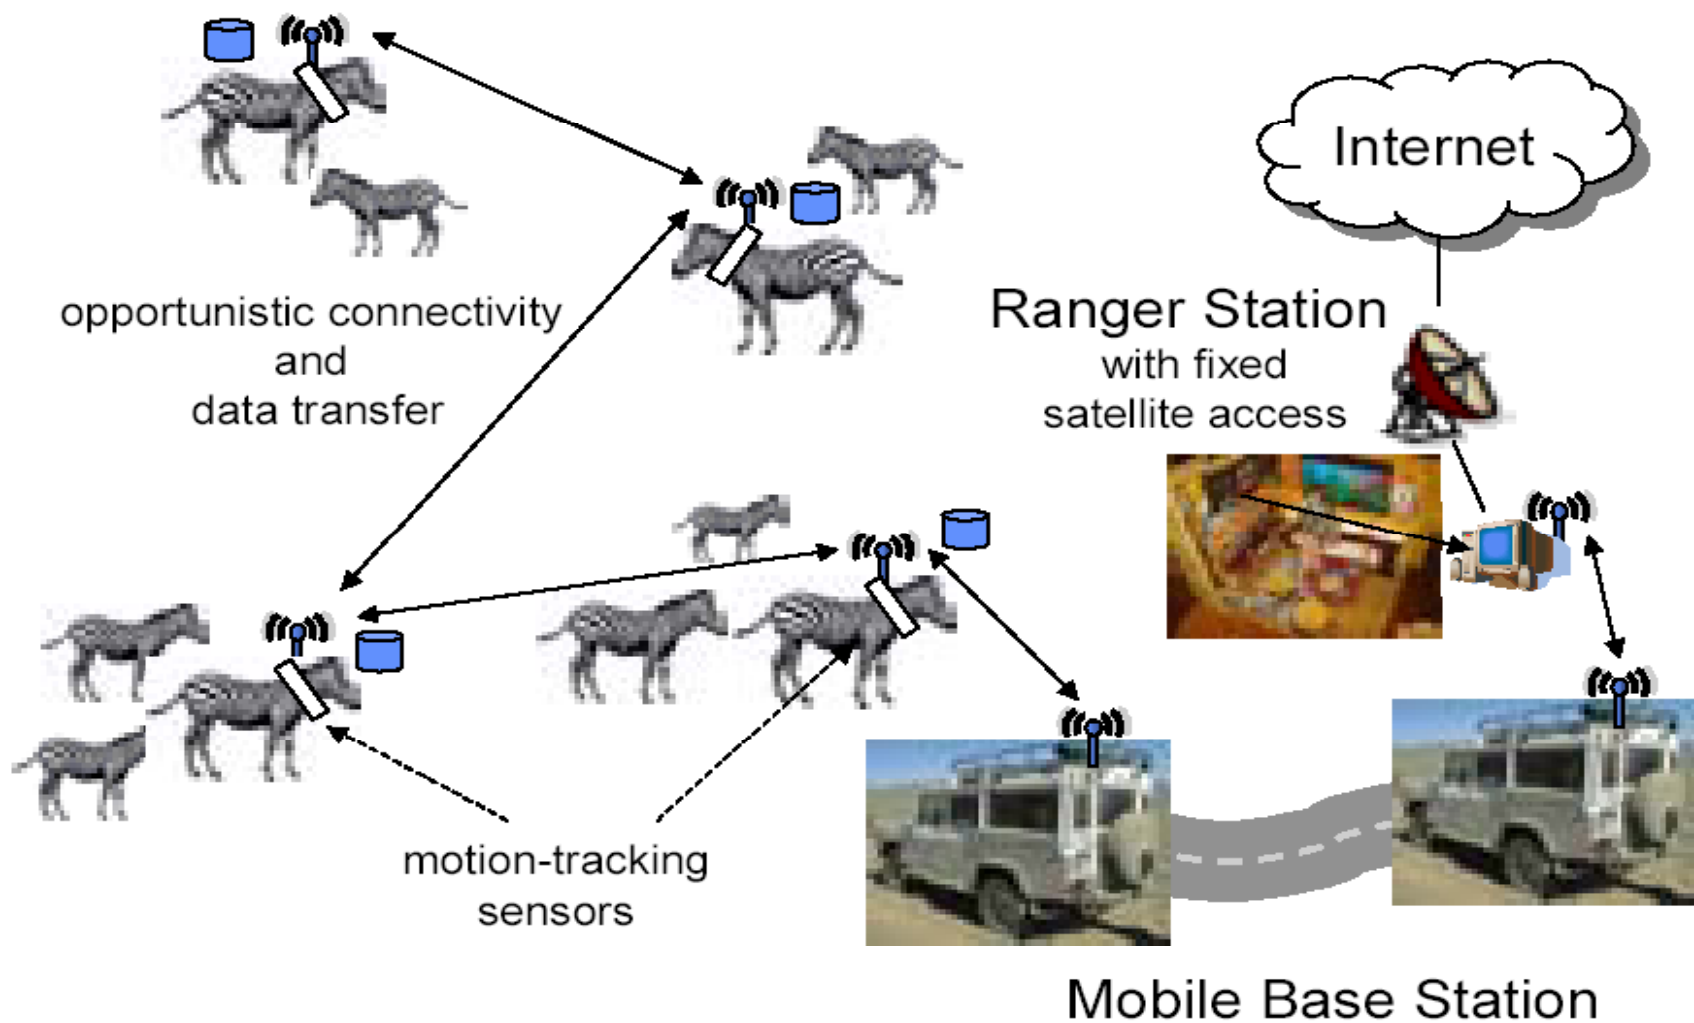 Internet
opportunistic connectivity
and
data transfer
Ranger Station
with fixed
satellite access
motion-tracking
sensors
Mobile Base Station